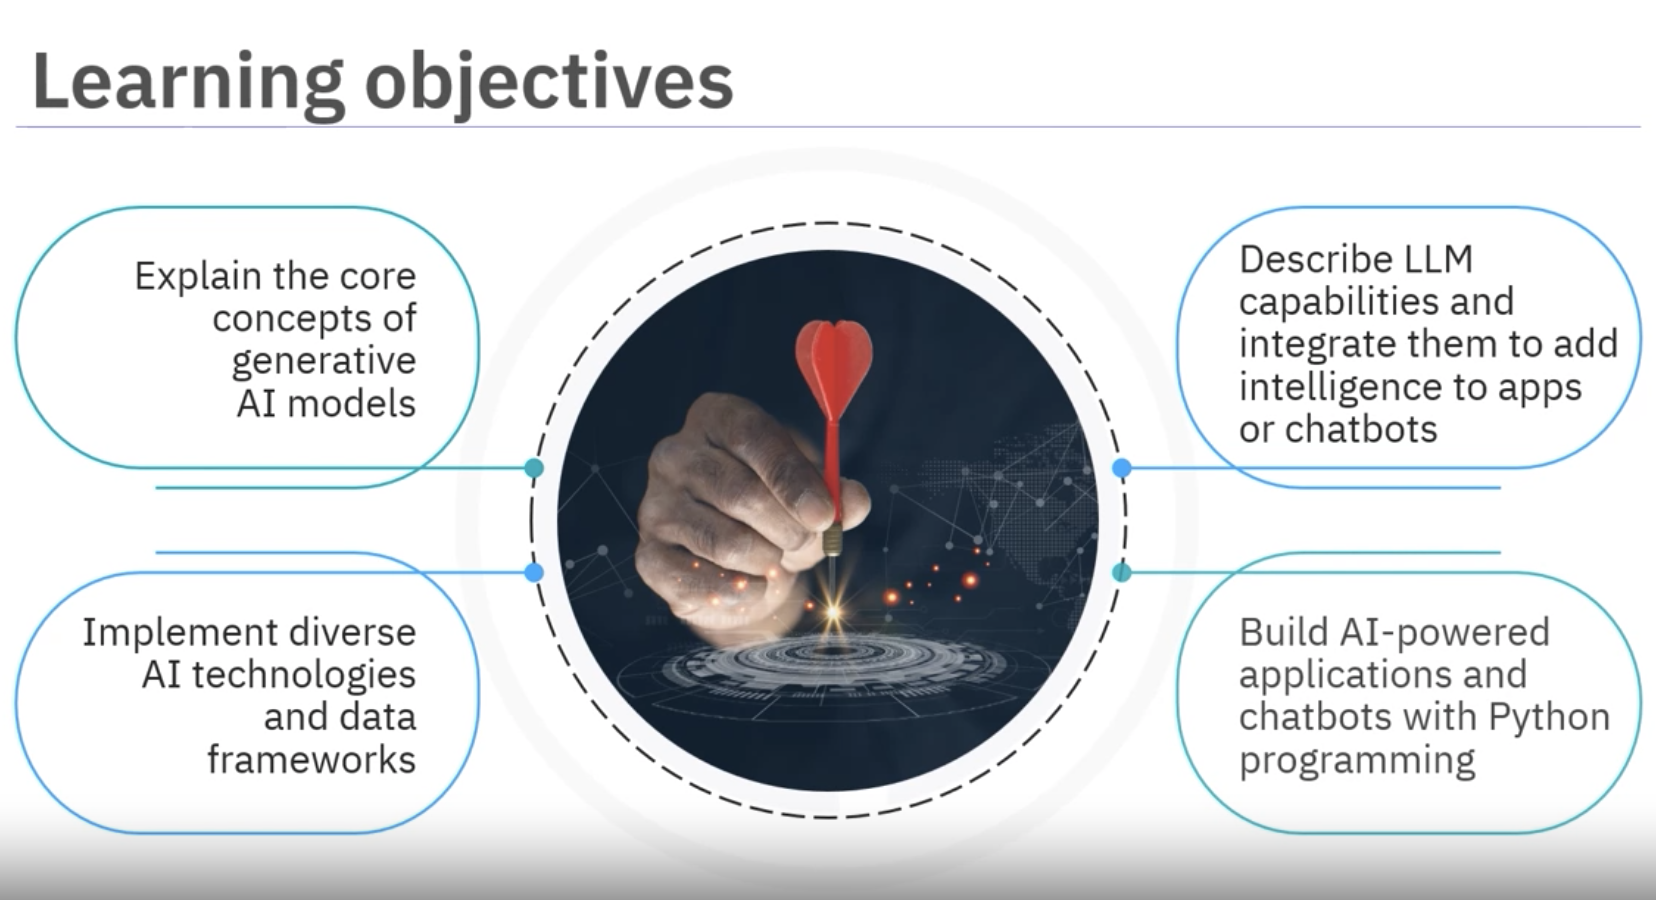 Learning objectives
Explain the core
concepts of
generative
AI models
Implement diverse
AI technologies
and data
frameworks
Describe LLM
capabilities and
integrate them to add
intelligence to apps
or chatbots
Build AI-powered
applications and
chatbots with Python
programming